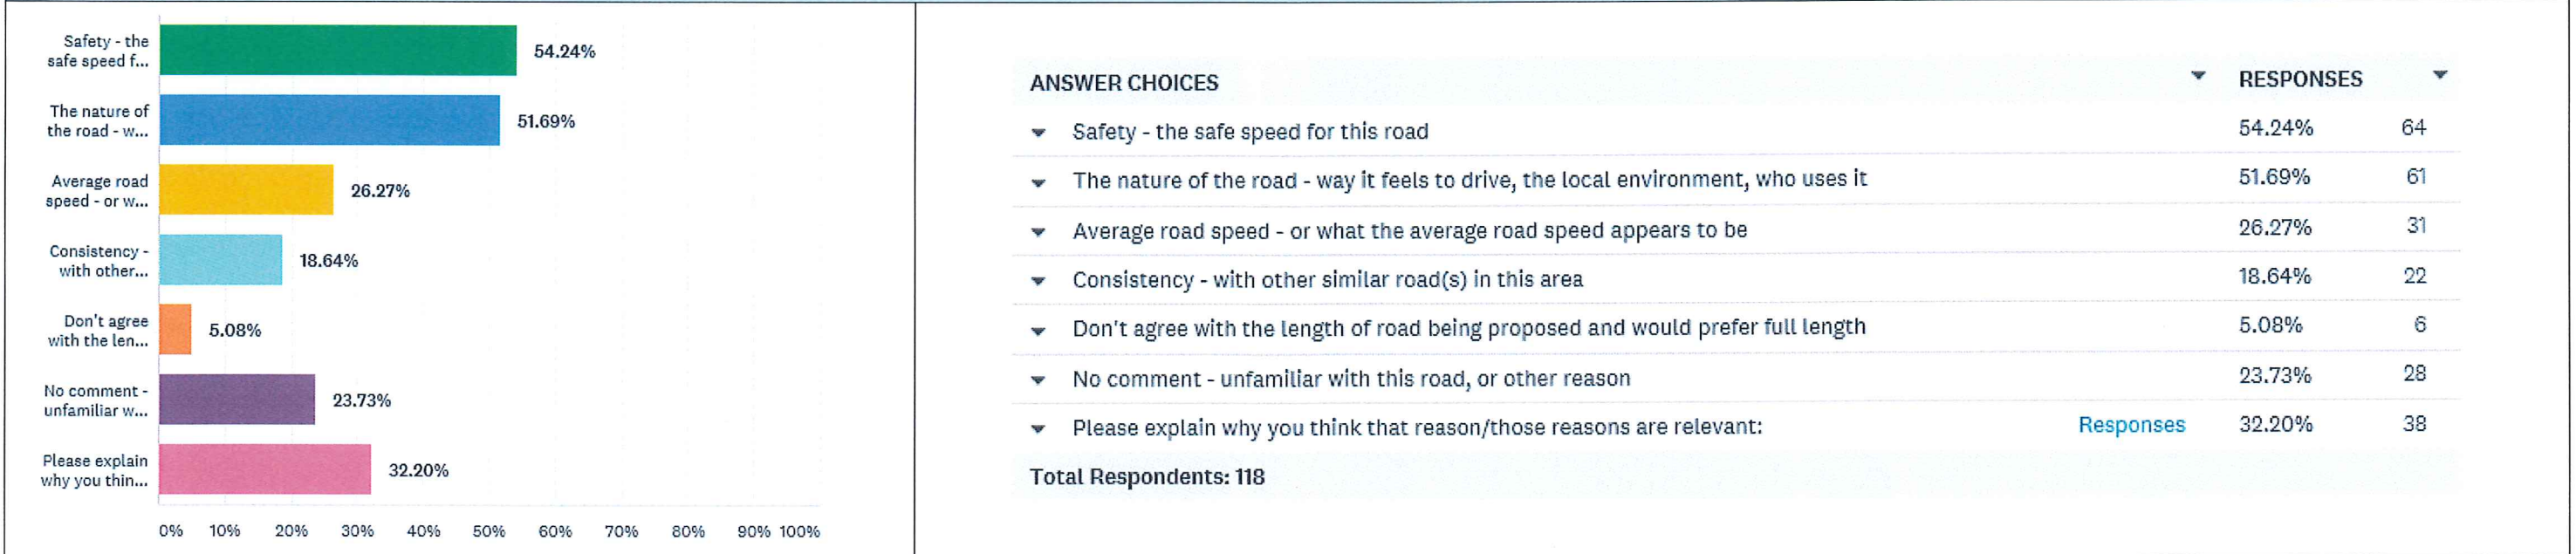 Safety - the
safe speed f...
54.24%
The nature of
the road - w...
51.69%
Average road
speed - or w...
26.27%
Consistency -
with other...
18.64%
Don't agree
with the len...
5.08%
No comment -
unfamiliar w...
23.73%
Please explain
why you thin...
32.20%
0% 10% 20% 30% 40% 50% 60% 70% 80% 90% 100%
ANSWER CHOICES RESPONSES
Safety - the safe speed for this road 54.24% 64
The nature of the road - way it feels to drive, the local environment, who uses it 51.69% 61
Average road speed - or what the average road speed appears to be 26.27% 31
Consistency - with other similar road(s) in this area 18.64% 22
Don't agree with the length of road being proposed and would prefer full length 5.08% 6
No comment - unfamiliar with this road, or other reason 23.73% 28
Please explain why you think that reason/those reasons are relevant: Responses 32.20% 38
Total Respondents: 118